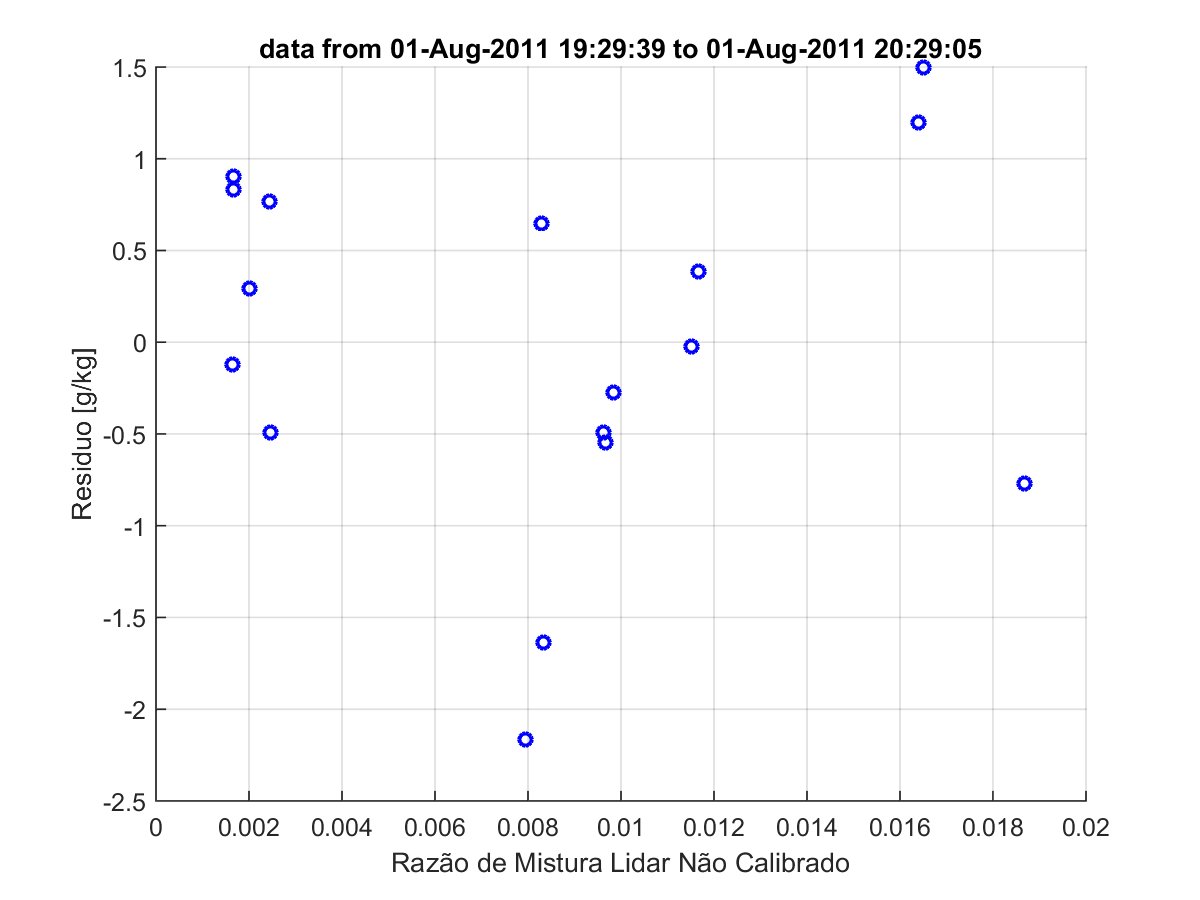 data from 01-Aug-2011 19:29:39 to 01-Aug-2011 20:29:05
1.5
1
0.5
0
-0.5
-1
-1.5
-2
-2.5
Residuo [g/kg]
0 0.002 0.004 0.006 0.008 0.01 0.012 0.014 0.016 0.018 0.02
Razão de Mistura Lidar Não Calibrado